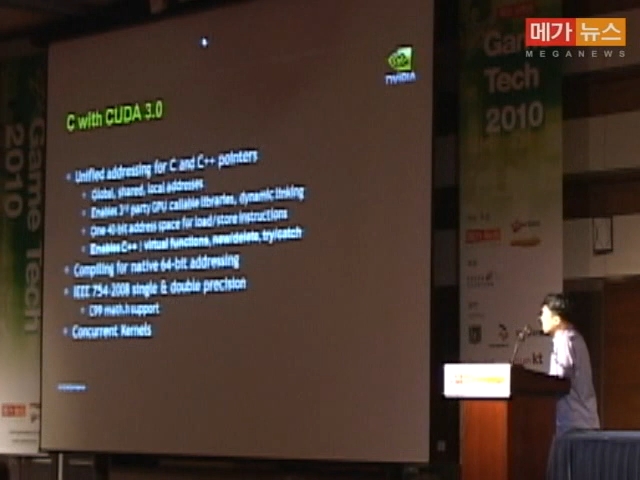 메가 뉴스
MEGANEWS
Game
Tech
2010
NVIDIA
Game Tech
2010
C with CUDA 3.0
Unified addressing for C and C++ pointers
Global, shared, local addresses
Enables 3rd party GPU callable libraries, dynamic linking
One 40-bit address space for load/store instructions
Enables C++ : virtual functions, new/delete, try/catch
Compiling for native 64-bit addressing
IEEE 754-2008 single & double precision
C99 math.h support
Concurrent Kernels
kt